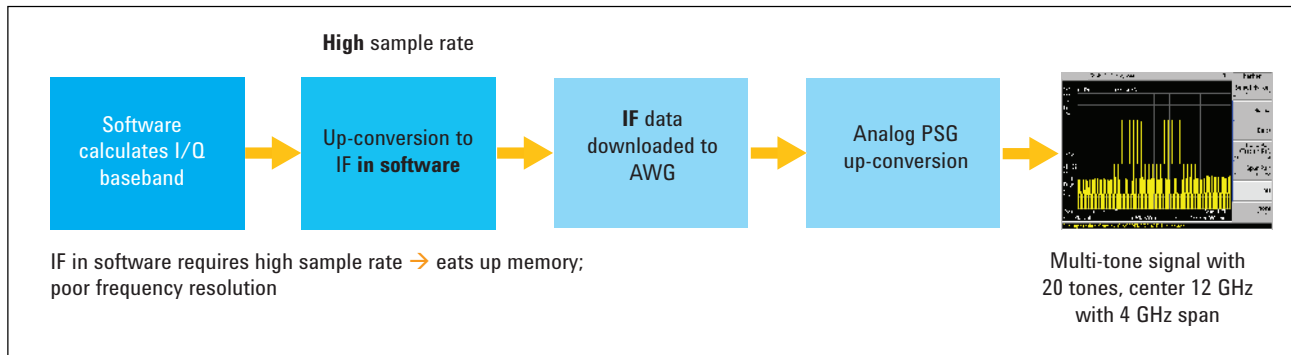 High sample rate
Software
calculates I/Q
baseband
Up-conversion to
IF in software
IF data
downloaded to
AWG
Analog PSG
up-conversion
IF in software requires high sample rate → eats up memory;
poor frequency resolution
Multi-tone signal with
20 tones, center 12 GHz
with 4 GHz span